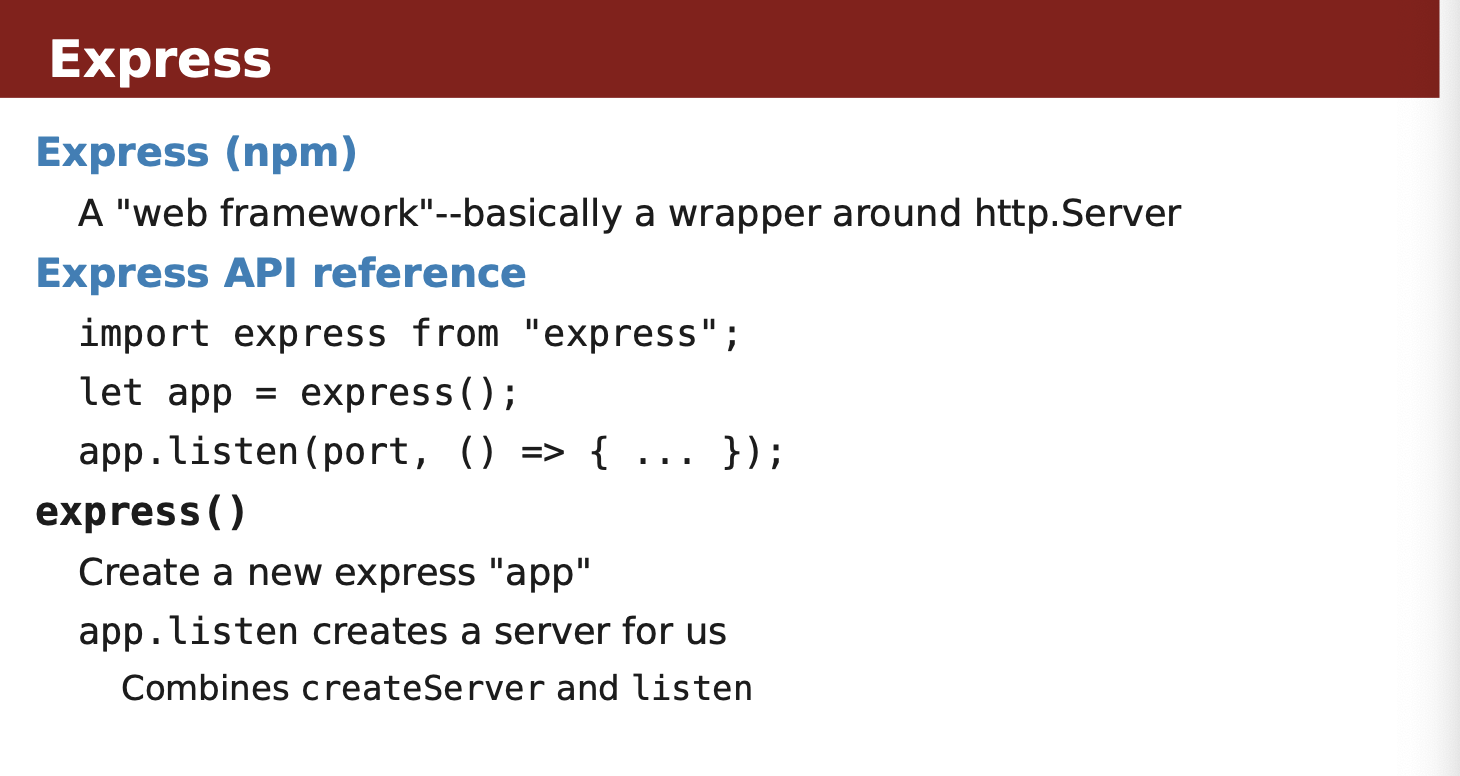 Express
Express (npm)
A "web framework"--basically a wrapper around http.Server
Express API reference
import express from "express";
let app = express();
app.listen(port, () => { ... });
express()
Create a new express "app"
app.listen creates a server for us
Combines createServer and listen